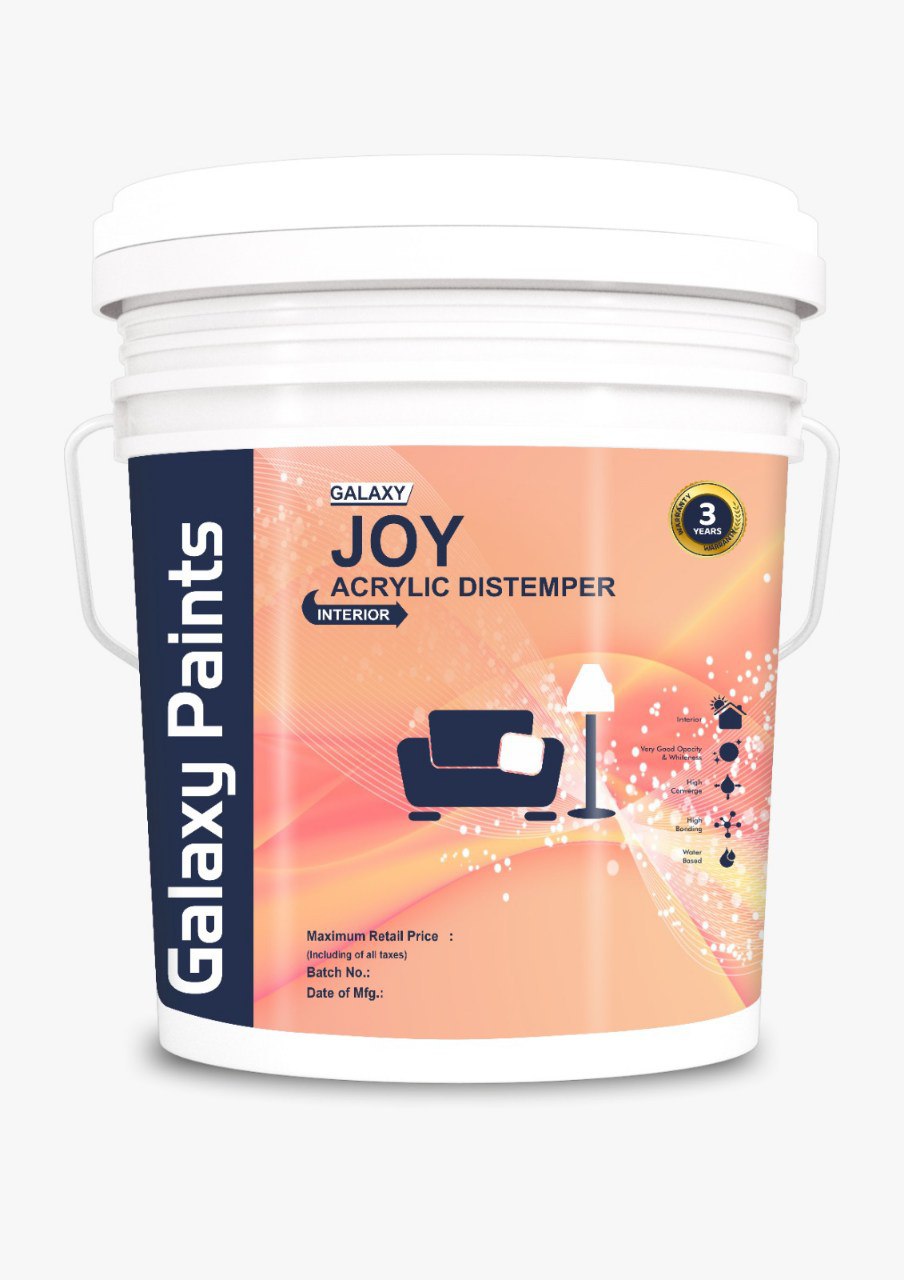 Galaxy Paints
GALAXY
JOY
ACRYLIC DISTEMPER
INTERIOR
WARRANTY
3
YEARS
WARRANTY
Interior
Very Good Opacity
& Whiteness
High
Converge
High
Bonding
Water
Based
Maximum Retail Price :
(Including of all taxes)
Batch No.:
Date of Mfg.: